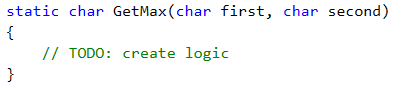 static char GetMax(char first, char second)
{
    // TODO: create logic
}